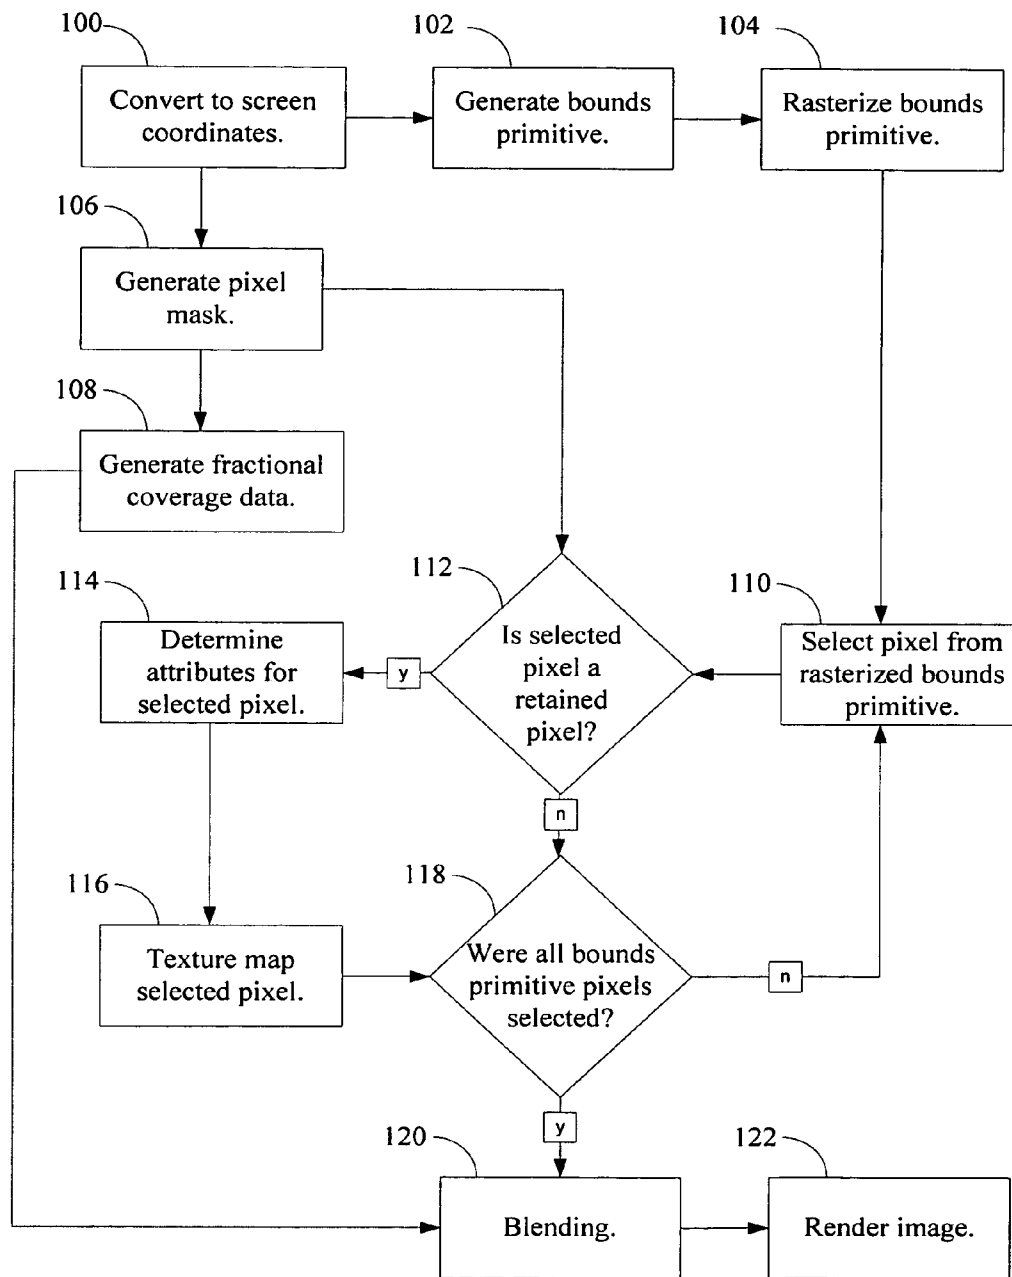 100
102
104
Convert to screen
coordinates.
Generate bounds
primitive.
Rasterize bounds
primitive.
106
Generate pixel
mask.
108
Generate fractional
coverage data.
112
Is selected
pixel a
retained
pixel?
110
Select pixel from
rasterized bounds
primitive.
114
Determine
attributes for
selected pixel.
y
n
116
Texture map
selected pixel.
118
Were all bounds
primitive pixels
selected?
n
y
120
Blending.
122
Render image.